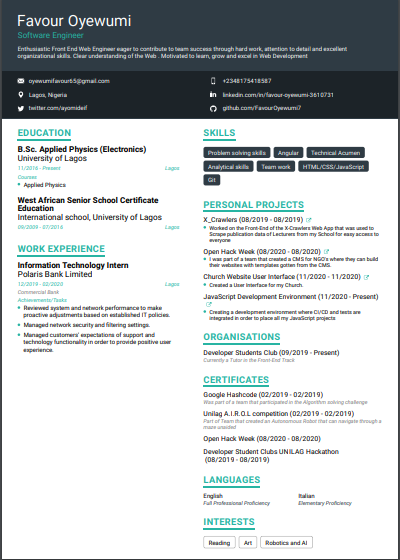 Favour Oyewumi
Software Engineer
Enthusiastic Front End Web Engineer eager to contribute to team success through hard work, attention to detail and excellent
organizational skills. Clear understanding of the Web . Motivated to learn, grow and excel in Web Development
oyewumifavour65@gmail.com
+2348175418587
Lagos, Nigeria
linkedin.com/in/favour-oyewumi-3610731
twitter.com/ayomideif
github.com/FavourOyewumi7
EDUCATION
B.Sc. Applied Physics (Electronics)
University of Lagos
11/2016 - Present
Lagos
Courses
Applied Physics
West African Senior School Certificate
Education
International school, University of Lagos
09/2009 - 07/2016
Lagos
WORK EXPERIENCE
Information Technology Intern
Polaris Bank Limited
12/2019 - 02/2020
Lagos
Commercial Bank
Achievements/Tasks
Reviewed system and network performance to make
proactive adjustments based on established IT policies.
Managed network security and filtering settings.
Managed customers' expectations of support and
technology functionality in order to provide positive user
experience.
SKILLS
Problem solving skills
Angular
Technical Acumen
Analytical skills
Team work
HTML/CSS/JavaScript
Git
PERSONAL PROJECTS
X_Crawlers (08/2019 - 08/2019)
Worked on the Front-End of the X-Crawlers Web App that was used to
Scrape publication data of Lecturers from my School for easy access to
everyone
Open Hack Week (08/2020 - 08/2020)
I was part of a team that created a CMS for NGO's where they can build
their websites with templates gotten from the CMS.
Church Website User Interface (11/2020 - 11/2020)
Created a User Interface for my Church.
JavaScript Development Environment (11/2020 - Present)
Creating a development environment where CI/CD and tests are
integrated in order to place all my JavaScript projects
ORGANISATIONS
Developer Students Club (09/2019 - Present)
Currently a Tutor in the Front-End Track
CERTIFICATES
Google Hashcode (02/2019 - 02/2019)
Was part of a team that participated in the Algorithm solving challenge
Unilag A.I.R.O.L competition (02/2019 - 02/2019)
Part of Team that created an Autonomous Robot that can navigate through a
maze unaided
Open Hack Week (08/2020 - 08/2020)
Developer Student Clubs UNILAG Hackathon
(08/2019 - 08/2019)
LANGUAGES
English
Full Professional Proficiency
Italian
Elementary Proficiency
INTERESTS
Reading
Art
Robotics and AI